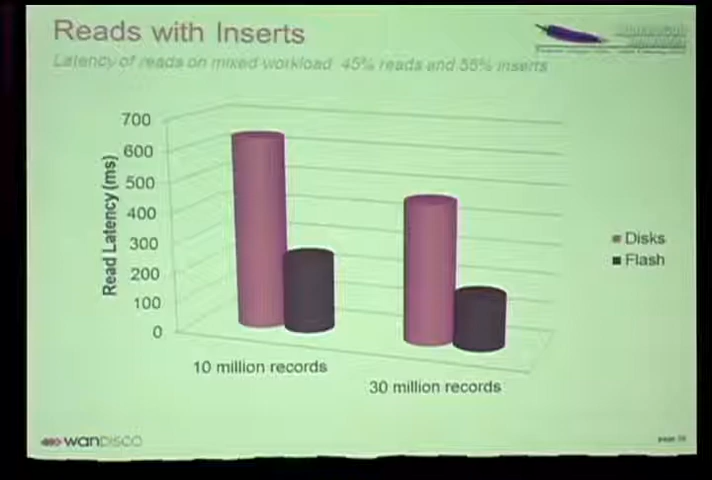 Reads with Inserts
Latency of reads on mixed workload 45% reads and 55% inserts
700
600
500
400
300
200
100
0
Read Latency (ms)
Disks
Flash
10 million records
30 million records
wanDISCO
page